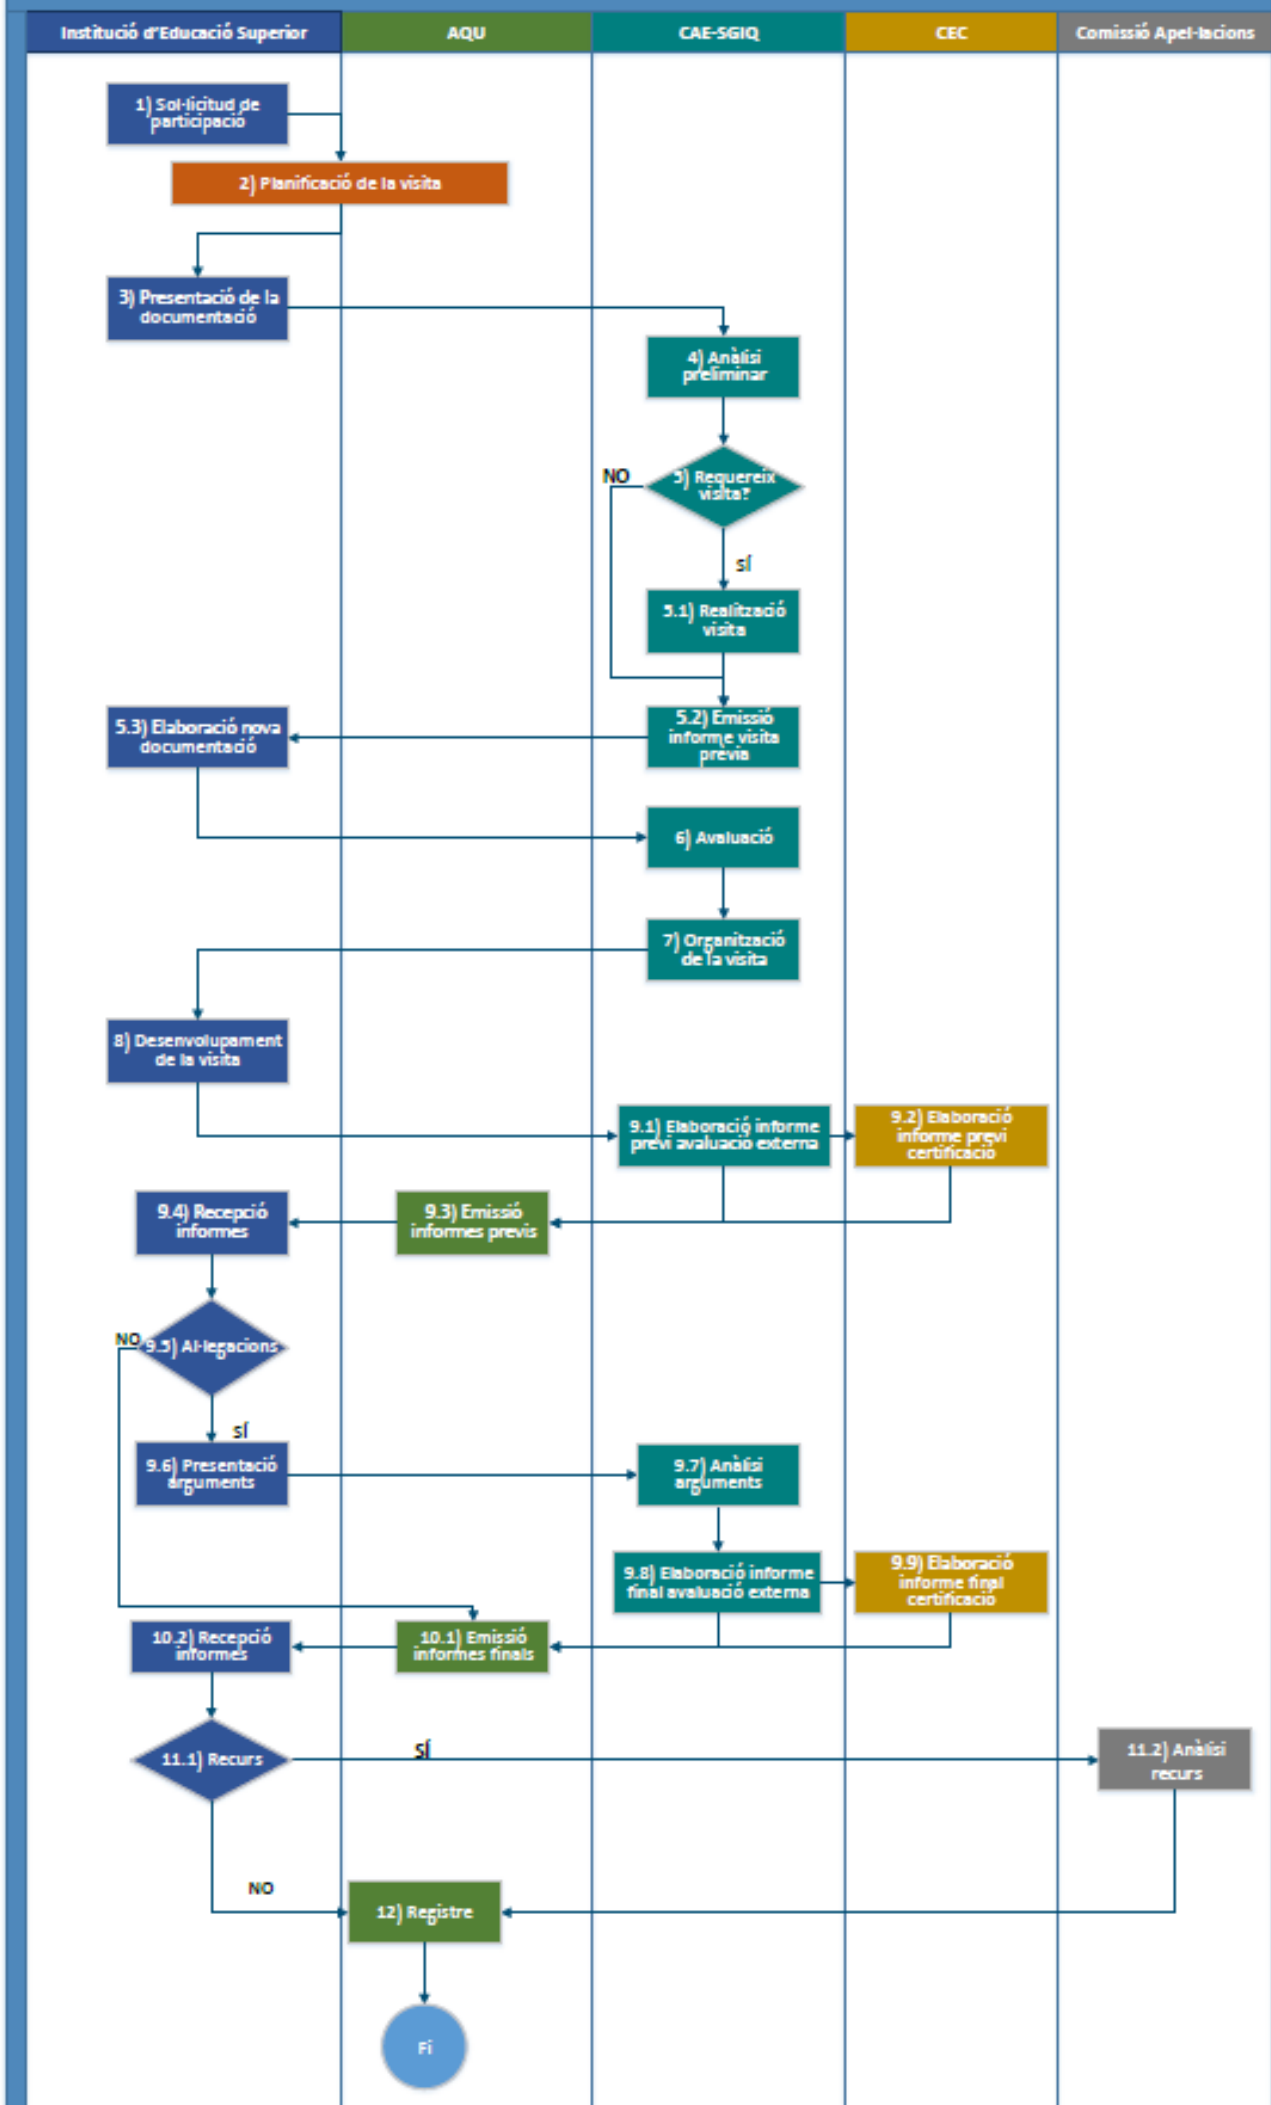 Institució d'Educació Superior
AQU
CAE-SGIQ
CEC
Comissió Apel·lacions
1) Sol·licitud de
participació
2) Planificació de la visita
3) Presentació de la
documentació
4) Anàlisi
preliminar
5) Requereix
visita?
NO
SÍ
5.1) Realització
visita
5.2) Emissió
informe visita
prèvia
5.3) Elaboració nova
documentació
6) Avaluació
7) Organització
de la visita
8) Desenvolupament
de la visita
9.1) Elaboració informe
previ avaluació externa
9.2) Elaboració
informe previ
certificació
9.3) Emissió
informes previs
9.4) Recepció
informes
NO
9.5) Al·legacions
SÍ
9.6) Presentació
arguments
9.7) Anàlisi
arguments
9.8) Elaboració informe
final avaluació externa
9.9) Elaboració
informe final
certificació
10.1) Emissió
informes finals
10.2) Recepció
informes
11.1) Recurs
SÍ
11.2) Anàlisi
recurs
NO
12) Registre
Fi